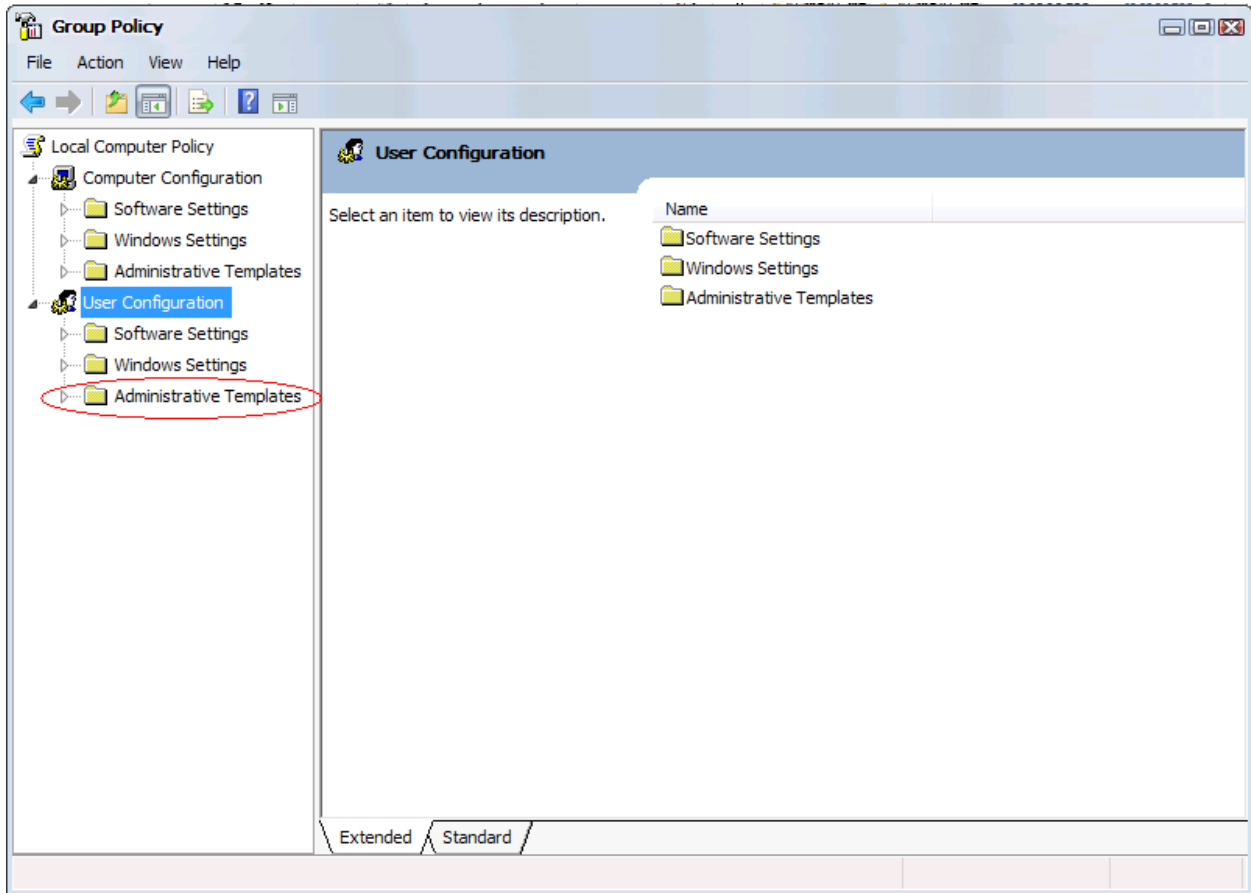 Group Policy
File Action View Help
Local Computer Policy
Computer Configuration
Software Settings
Windows Settings
Administrative Templates
User Configuration
Software Settings
Windows Settings
Administrative Templates
User Configuration
Select an item to view its description.
Name
Software Settings
Windows Settings
Administrative Templates
Extended Standard